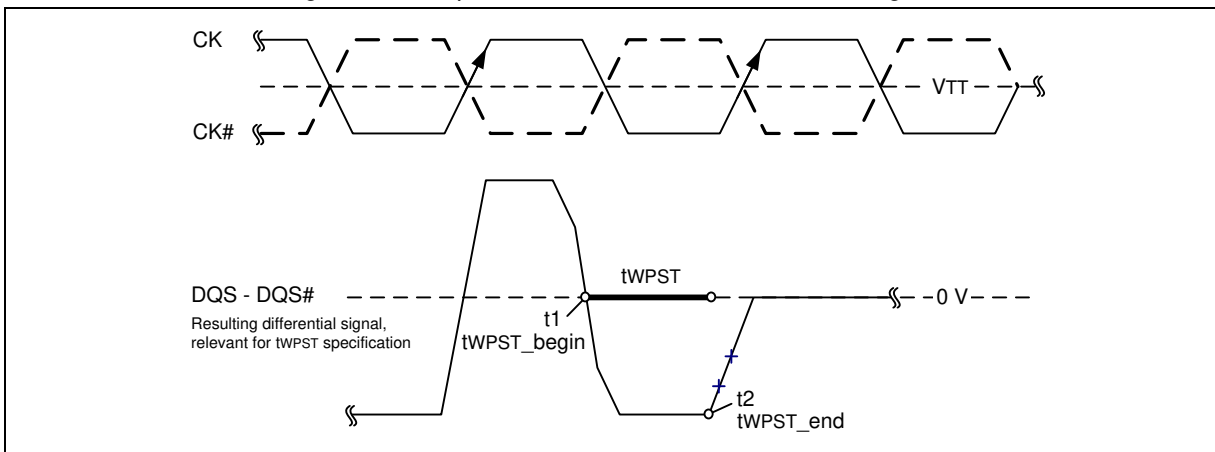 CK
VTT
CK#
tWPST
DQS - DQS#
0 V
Resulting differential signal,
relevant for tWPST specification
t1
tWPST_begin
t2
tWPST_end